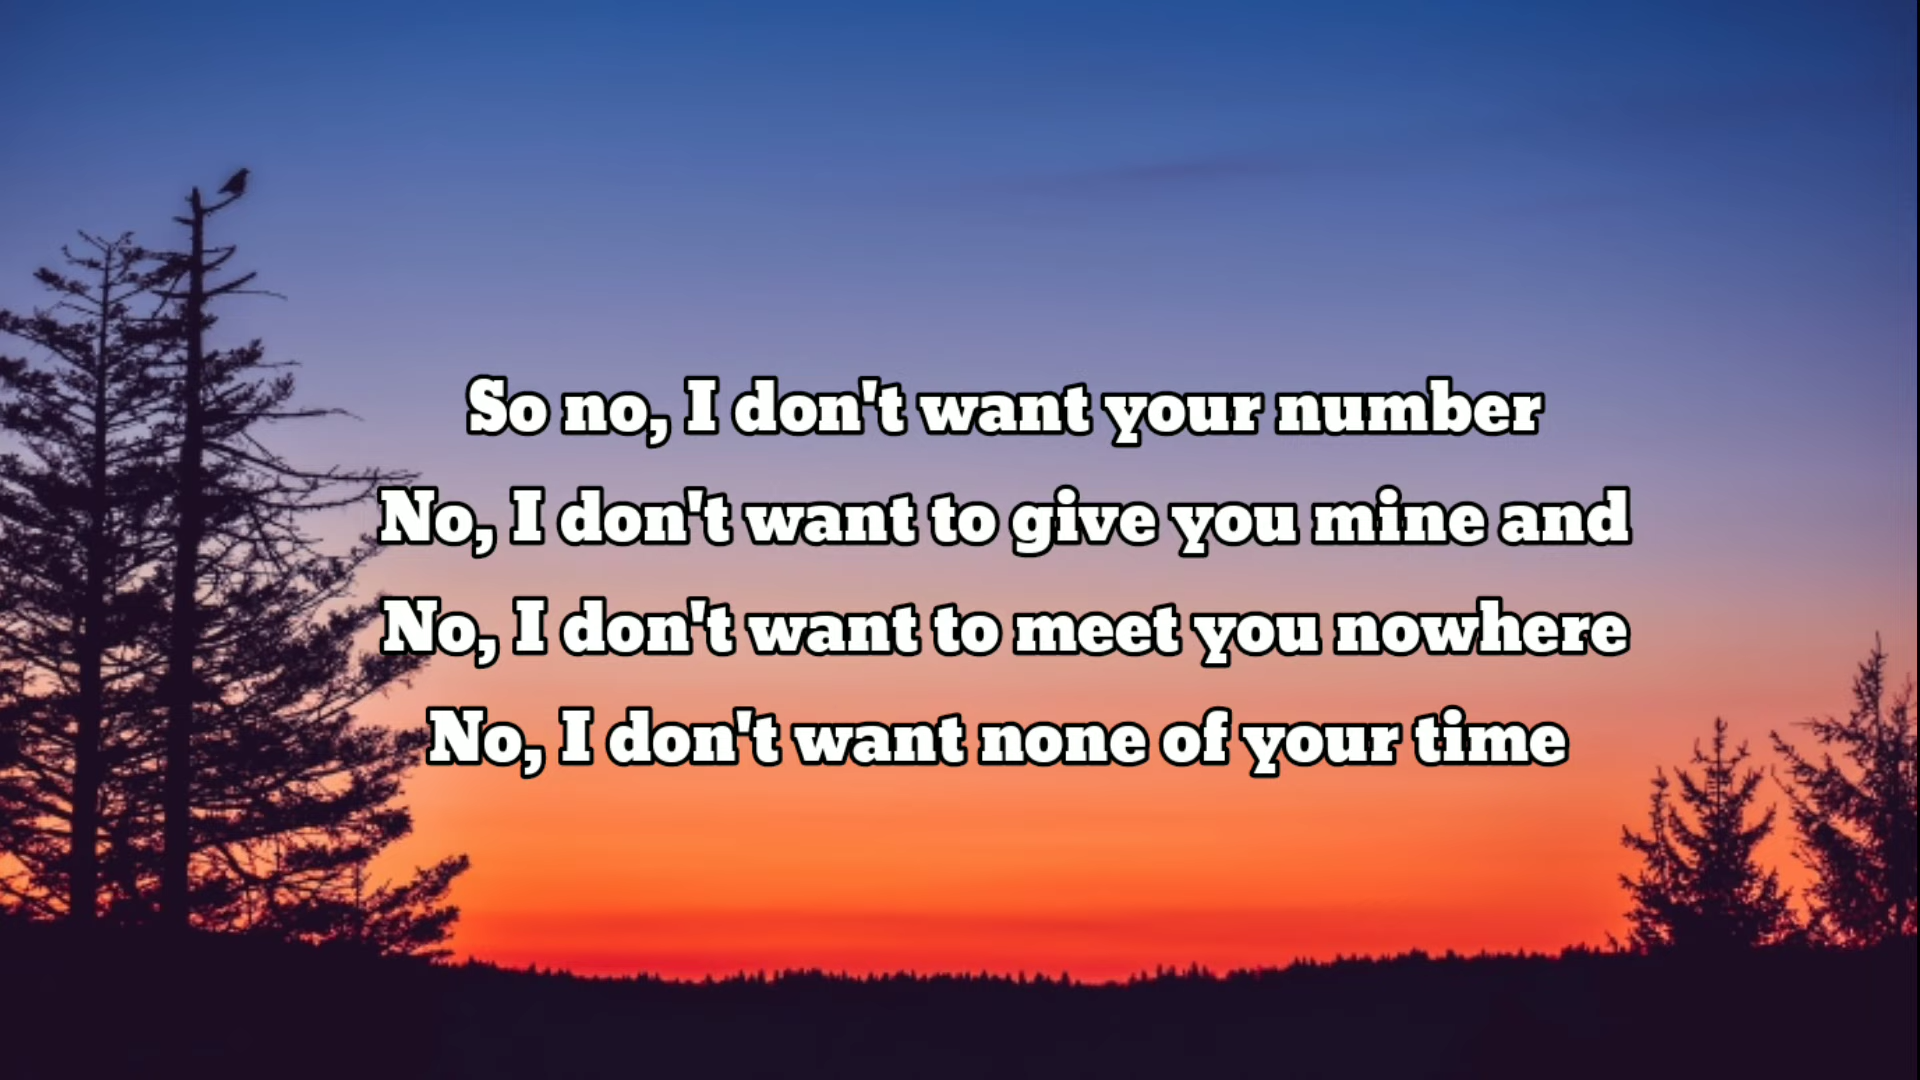 So no, I don't want your number
No, I don't want to give you mine and
No, I don't want to meet you nowhere
No, I don't want none of your time